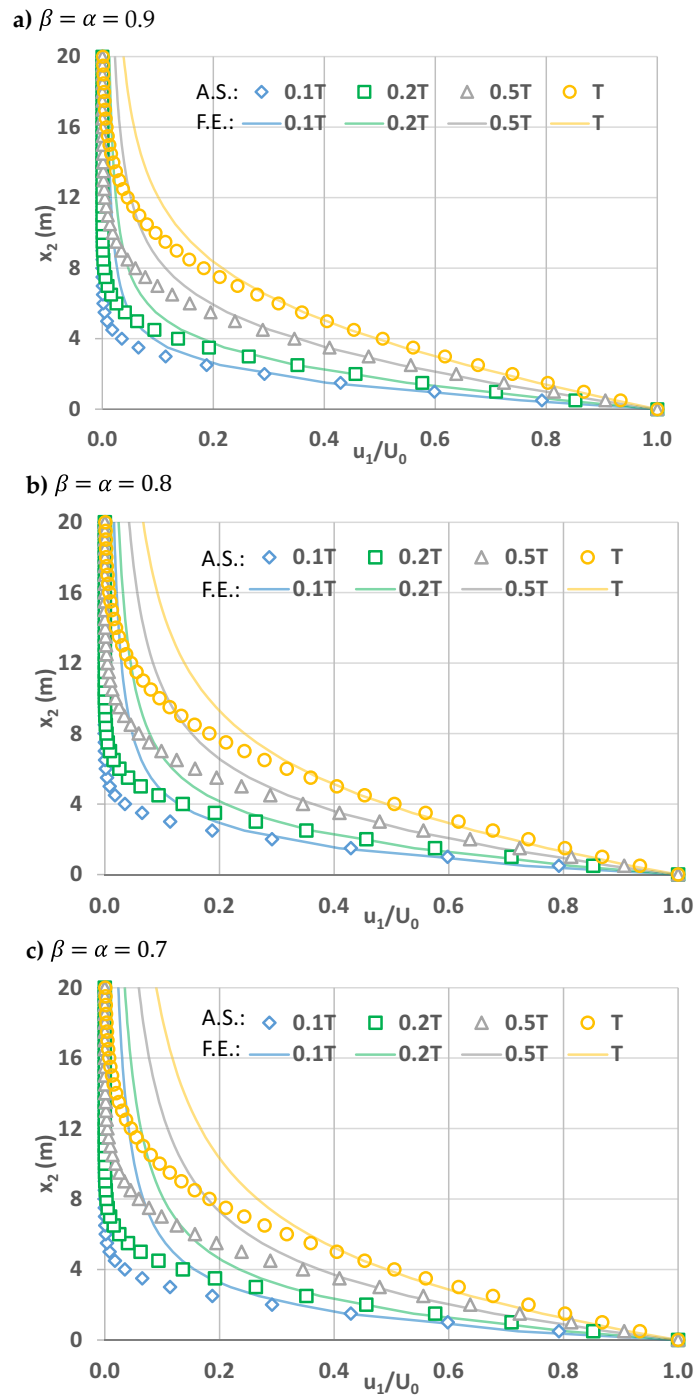 a) β = α = 0.9
20
A.S.: 0.1T 0.2T 0.5T T
F.E.: 0.1T 0.2T 0.5T T
16
12
x₂ (m)
8
4
0
0.0 0.2 0.4 0.6 0.8 1.0
u₁/U₀
b) β = α = 0.8
20
A.S.: 0.1T 0.2T 0.5T T
F.E.: 0.1T 0.2T 0.5T T
16
12
x₂ (m)
8
4
0
0.0 0.2 0.4 0.6 0.8 1.0
u₁/U₀
c) β = α = 0.7
20
A.S.: 0.1T 0.2T 0.5T T
F.E.: 0.1T 0.2T 0.5T T
16
12
x₂ (m)
8
4
0
0.0 0.2 0.4 0.6 0.8 1.0
u₁/U₀